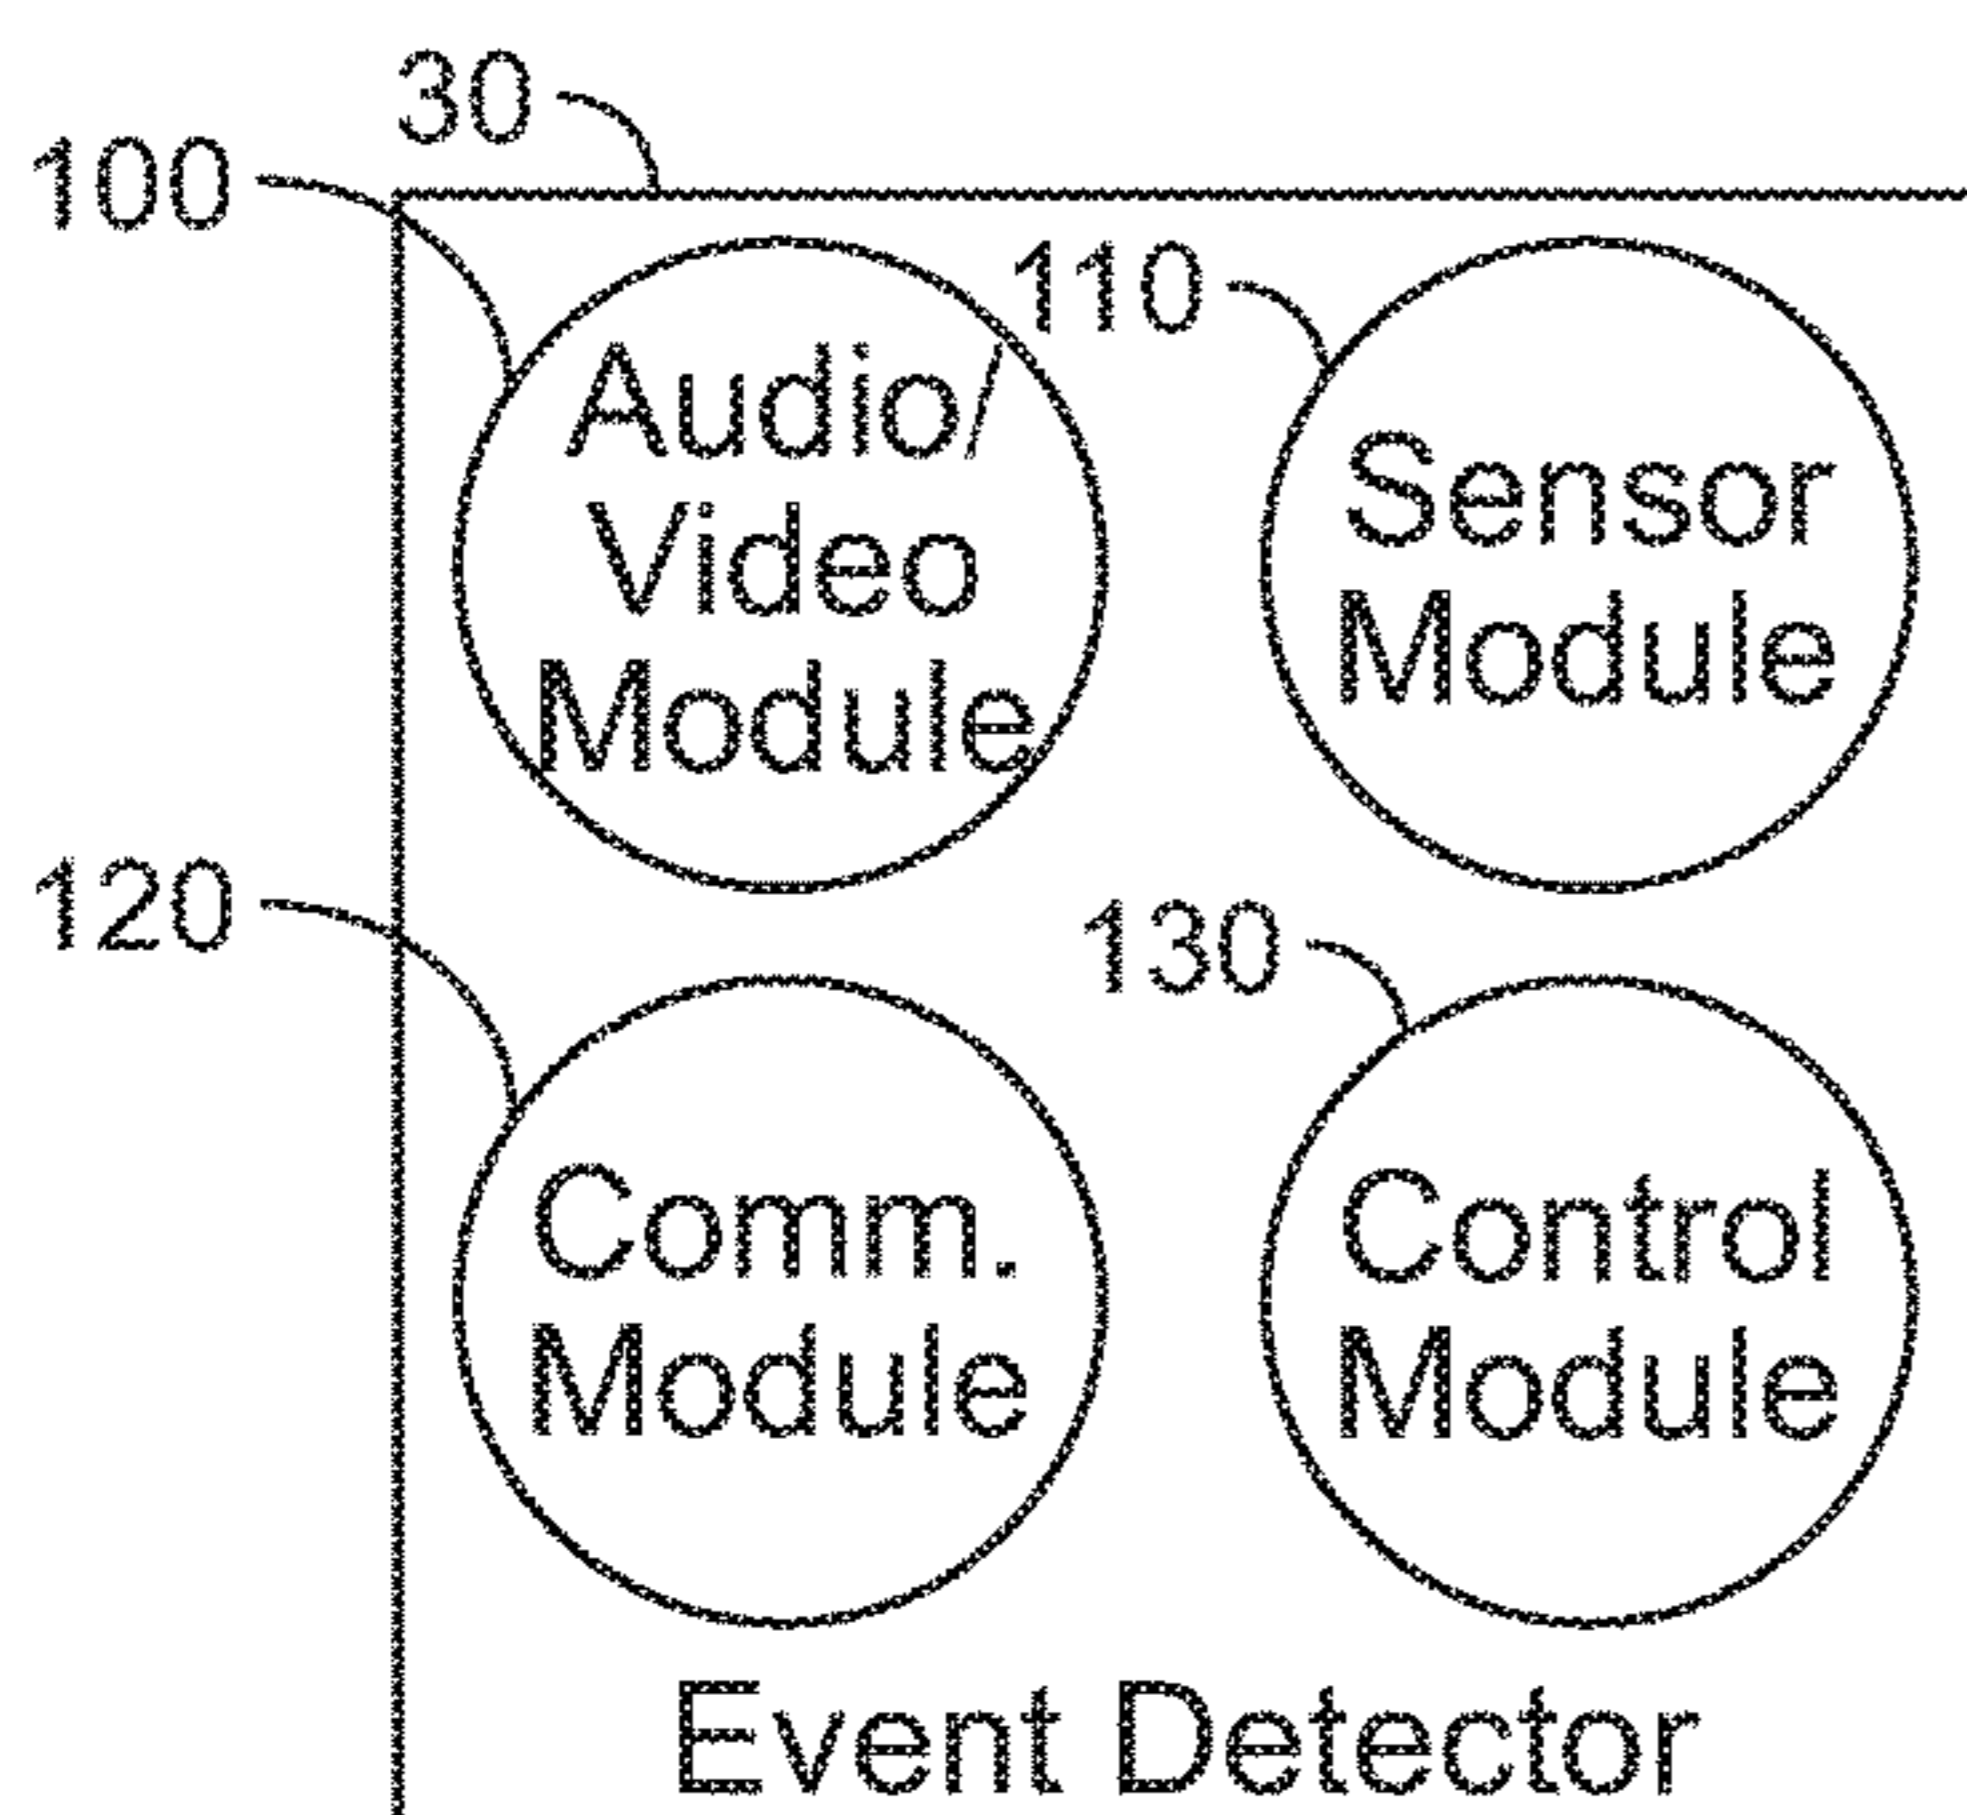 30
100
110
Audio/
Video
Module
Sensor
Module
120
130
Comm.
Module
Control
Module
Event Detector